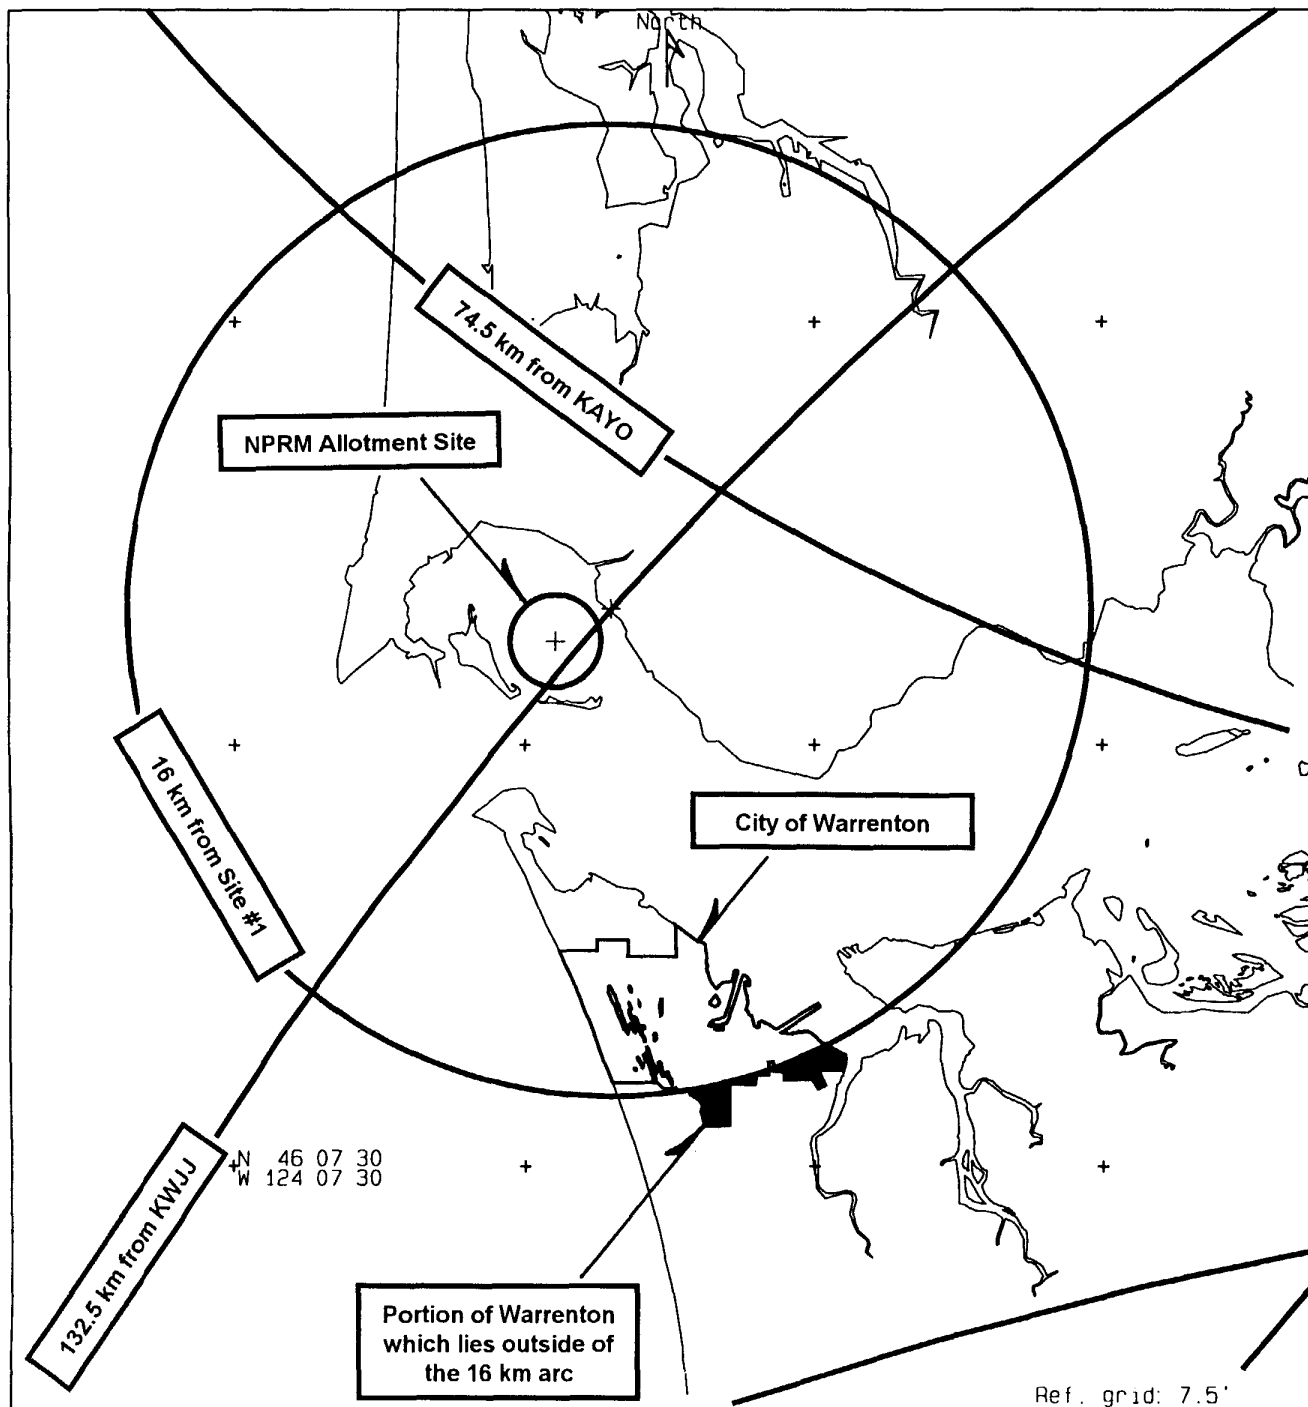 North
74.5 km from KAYO
NPRM Allotment Site
16 km from Site #1
City of Warrenton
N 46 07 30
W 124 07 30
132.5 km from KWJJ
Portion of Warrenton
which lies outside of
the 16 km arc
Ref. grid: 7.5'